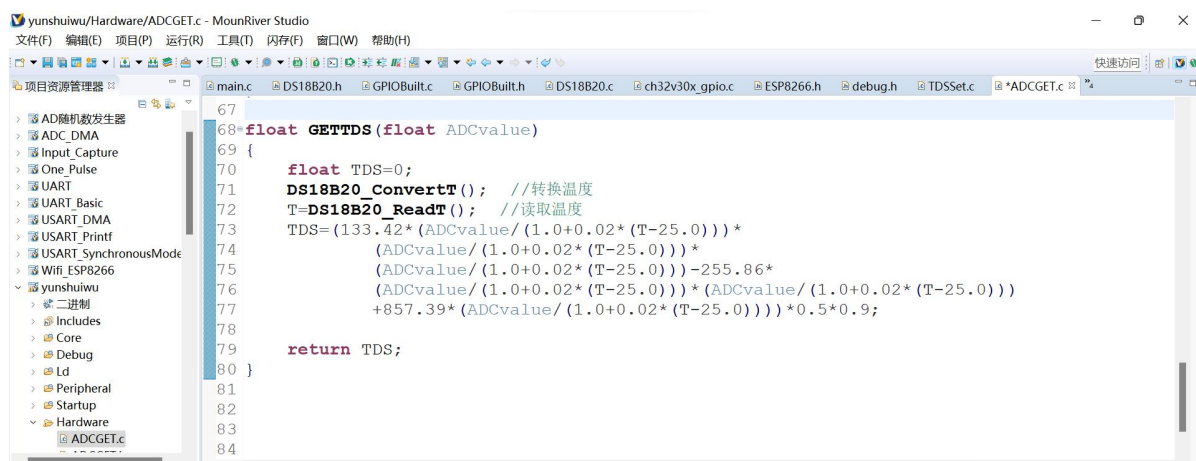 yunshuiwu/Hardware/ADCGET.c - MounRiver Studio
文件(F) 编辑(E) 项目(P) 运行(R) 工具(T) 闪存(F) 窗口(W) 帮助(H)
快速访问
项目资源管理器
main.c DS18B20.h GPIOBuilt.c GPIOBuilt.h DS18B20.c ch32v30x_gpio.c ESP8266.h debug.h TDSSet.c *ADCGET.c »4
AD随机数发生器
ADC_DMA
Input_Capture
One_Pulse
UART
UART_Basic
USART_DMA
USART_Printf
USART_SynchronousMode
Wifi_ESP8266
yunshuiwu
二进制
Includes
Core
Debug
Ld
Peripheral
Startup
Hardware
ADCGET.c
67
68 float GETTDS(float ADCvalue)
69 {
70 float TDS=0;
71 DS18B20_ConvertT(); //转换温度
72 T=DS18B20_ReadT(); //读取温度
73 TDS=(133.42*(ADCvalue/(1.0+0.02*(T-25.0)))*
74 (ADCvalue/(1.0+0.02*(T-25.0)))*
75 (ADCvalue/(1.0+0.02*(T-25.0)))-255.86*
76 (ADCvalue/(1.0+0.02*(T-25.0)))*(ADCvalue/(1.0+0.02*(T-25.0)))
77 +857.39*(ADCvalue/(1.0+0.02*(T-25.0))))*0.5*0.9;
78
79 return TDS;
80 }
81
82
83
84